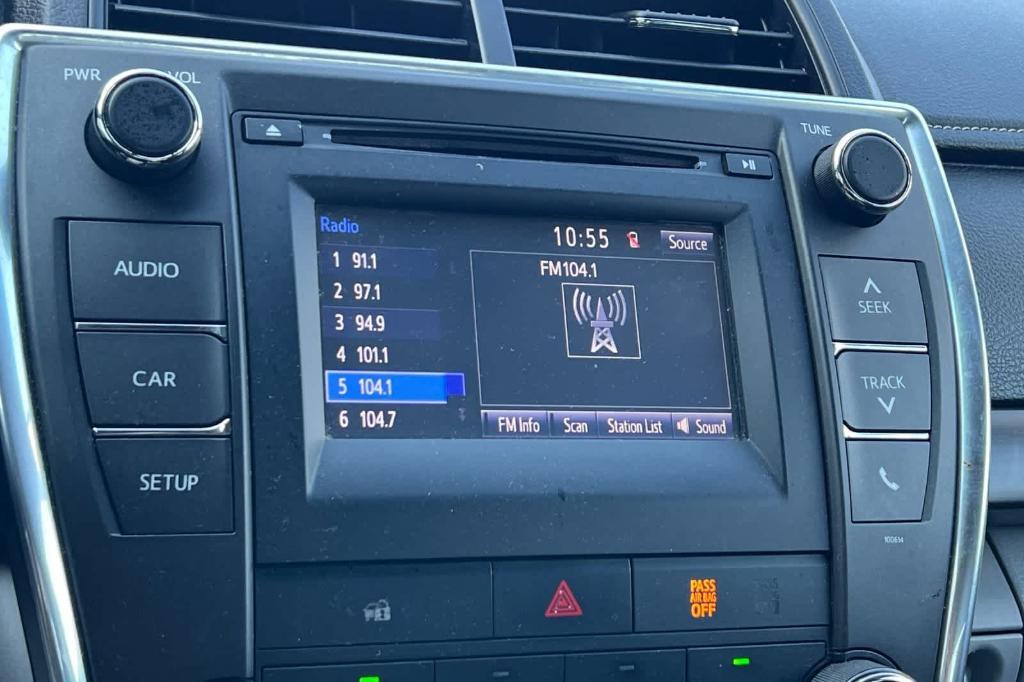 PWR VOL
TUNE
Radio 10:55 Source
1 91.1
2 97.1
3 94.9
4 101.1
5 104.1
6 104.7
FM104.1
FM Info Scan Station List Sound
AUDIO
CAR
SETUP
SEEK
TRACK
100614
PASS
AIR BAG
OFF